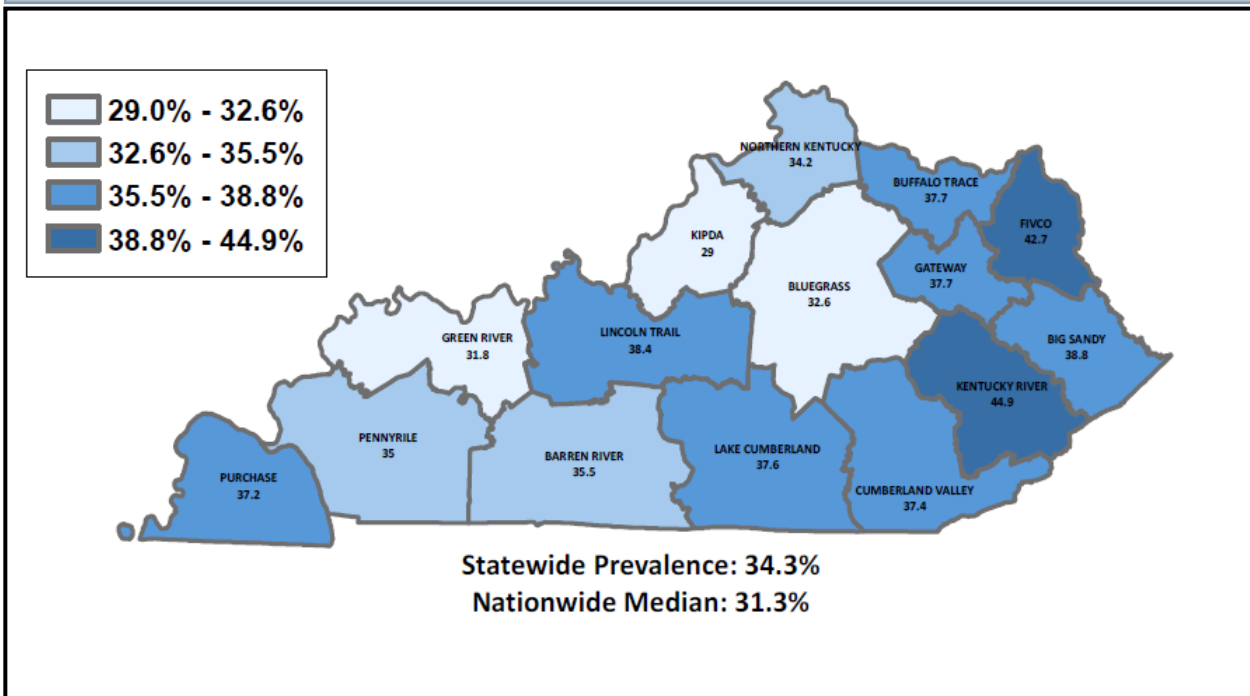 29.0% - 32.6%
32.6% - 35.5%
35.5% - 38.8%
38.8% - 44.9%
NORTHERN KENTUCKY
34.2
BUFFALO TRACE
37.7
FIVCO
42.7
KIPDA
29
GATEWAY
37.7
BLUEGRASS
32.6
GREEN RIVER
31.8
LINCOLN TRAIL
38.4
BIG SANDY
38.8
KENTUCKY RIVER
44.9
PENNYRILE
35
BARREN RIVER
35.5
LAKE CUMBERLAND
37.6
PURCHASE
37.2
CUMBERLAND VALLEY
37.4
Statewide Prevalence: 34.3%
Nationwide Median: 31.3%